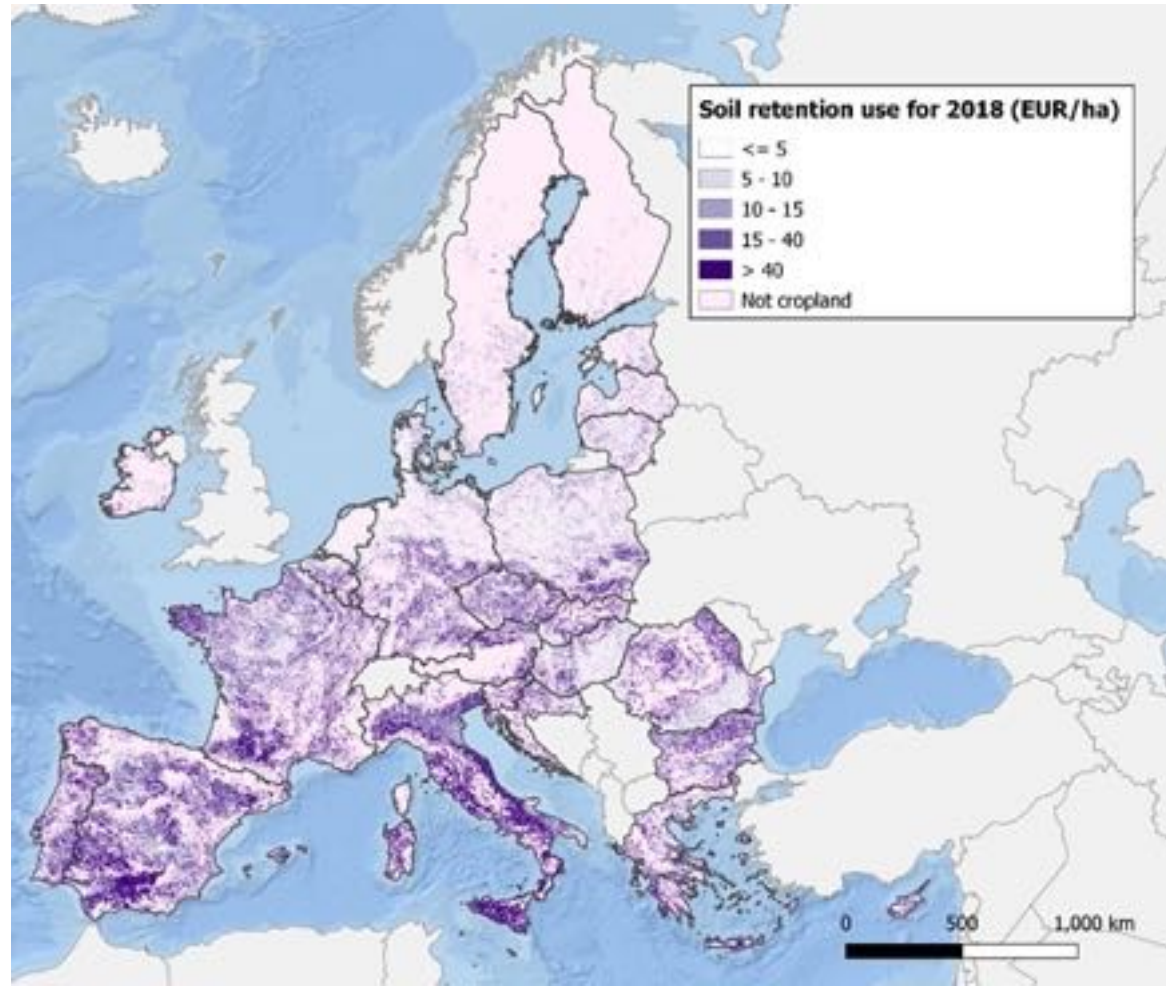 Soil retention use for 2018 (EUR/ha)
<= 5
5 - 10
10 - 15
15 - 40
> 40
Not cropland
0 500 1,000 km